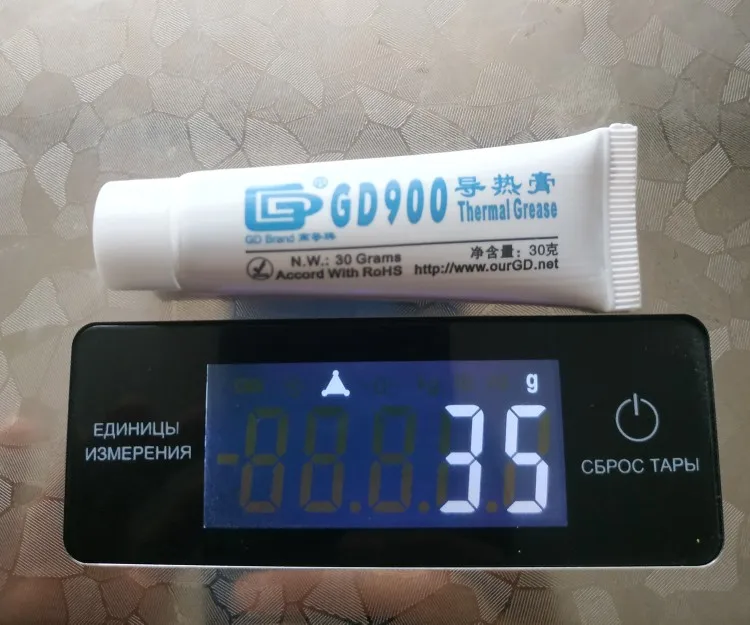 GD900 导热膏
Thermal Grease
GD Brand 高导牌
N.W.: 30 Grams 净含量: 30克
Accord With RoHS http://www.ourGD.net
g
35
ЕДИНИЦЫ
ИЗМЕРЕНИЯ
СБРОС ТАРЫ